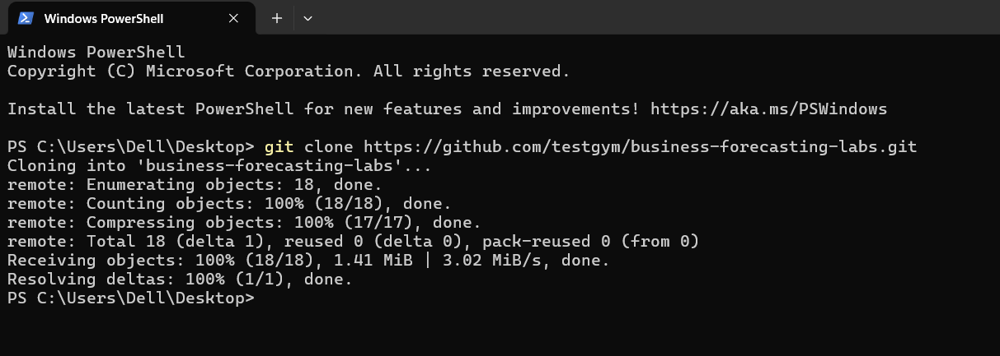 Windows PowerShell
Windows PowerShell
Copyright (C) Microsoft Corporation. All rights reserved.
Install the latest PowerShell for new features and improvements! https://aka.ms/PSWindows
PS C:\Users\Dell\Desktop> git clone https://github.com/testgym/business-forecasting-labs.git
Cloning into 'business-forecasting-labs'...
remote: Enumerating objects: 18, done.
remote: Counting objects: 100% (18/18), done.
remote: Compressing objects: 100% (17/17), done.
remote: Total 18 (delta 1), reused 0 (delta 0), pack-reused 0 (from 0)
Receiving objects: 100% (18/18), 1.41 MiB | 3.02 MiB/s, done.
Resolving deltas: 100% (1/1), done.
PS C:\Users\Dell\Desktop>